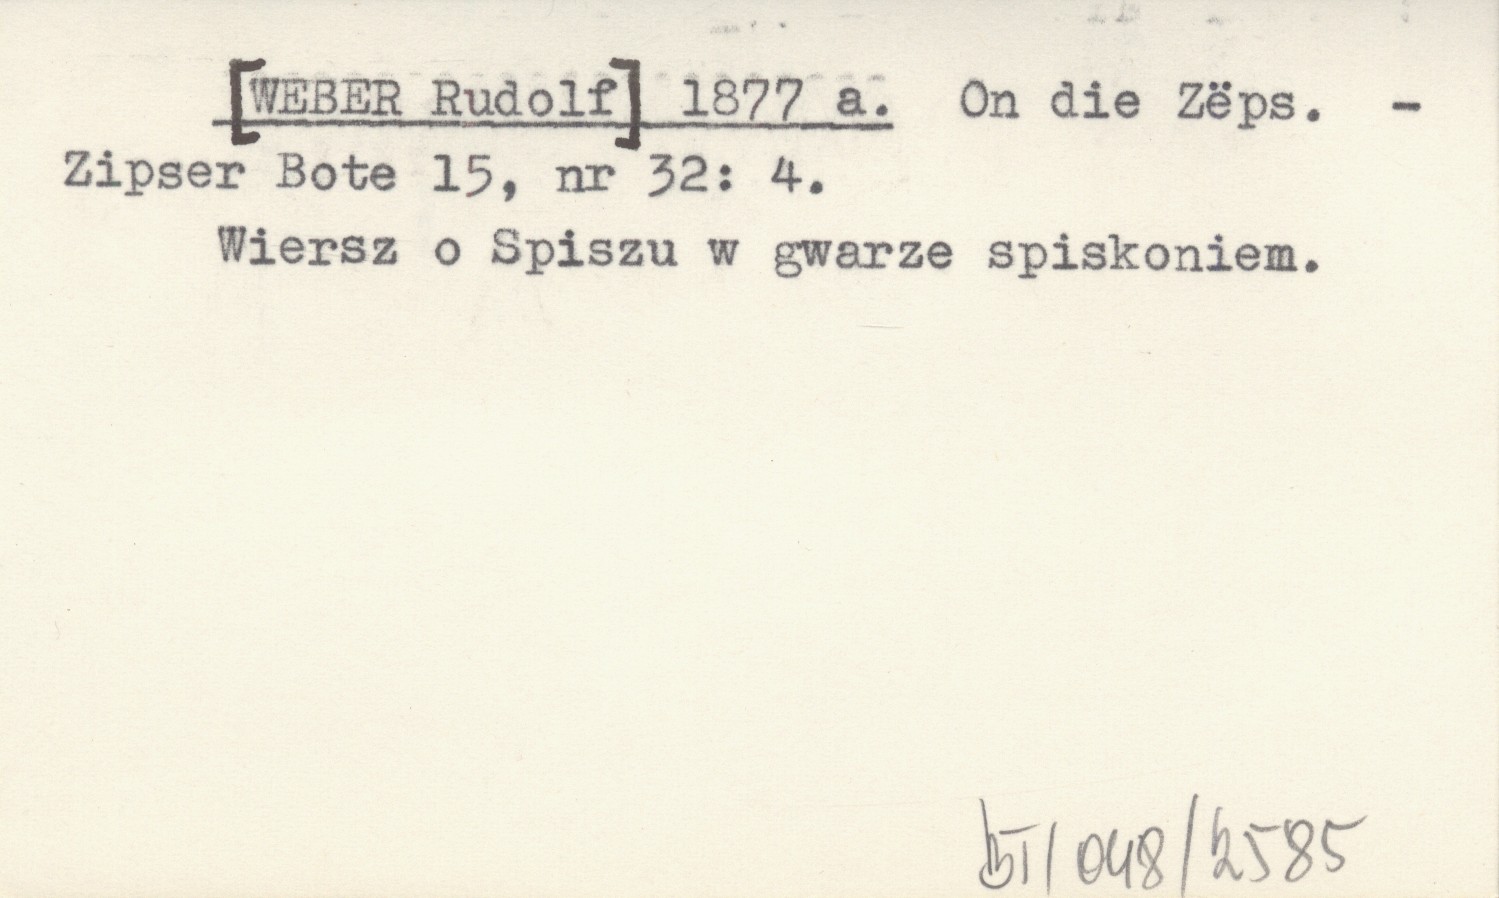 [WEBER Rudolf] 1877 a. On die Zëps. -
Zipser Bote 15, nr 32: 4.
Wiersz o Spiszu w gwarze spiskoniem.
BT/048/2585